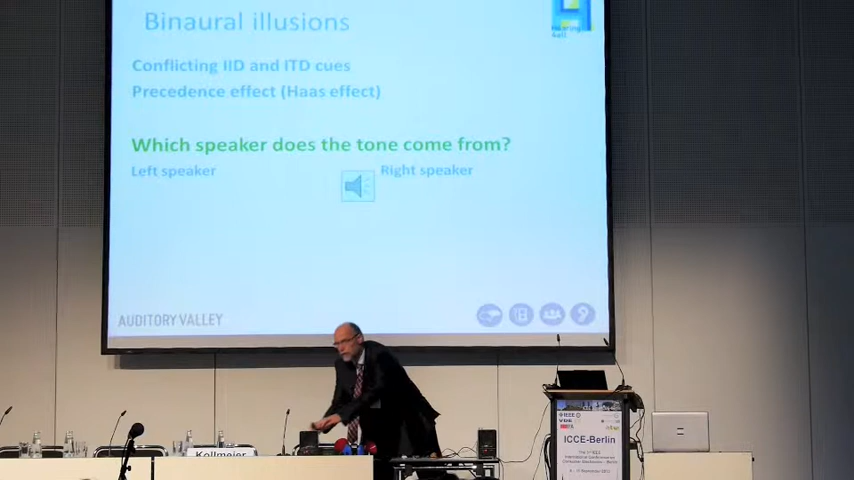 Binaural illusions
Conflicting IID and ITD cues
Precedence effect (Haas effect)
Which speaker does the tone come from?
Left speaker
Right speaker
AUDITORY VALLEY
Kollmeier
IEEE
ICCE-Berlin